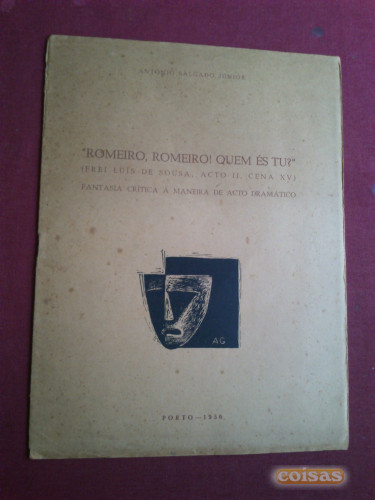 ANTÓNIO SALGADO JÚNIOR
"ROMEIRO, ROMEIRO! QUEM ÉS TU?"
(FREI LUÍS DE SOUSA, ACTO II, CENA XV)
FANTASIA CRÍTICA À MANEIRA DE ACTO DRAMÁTICO
AG
PORTO—
coisas